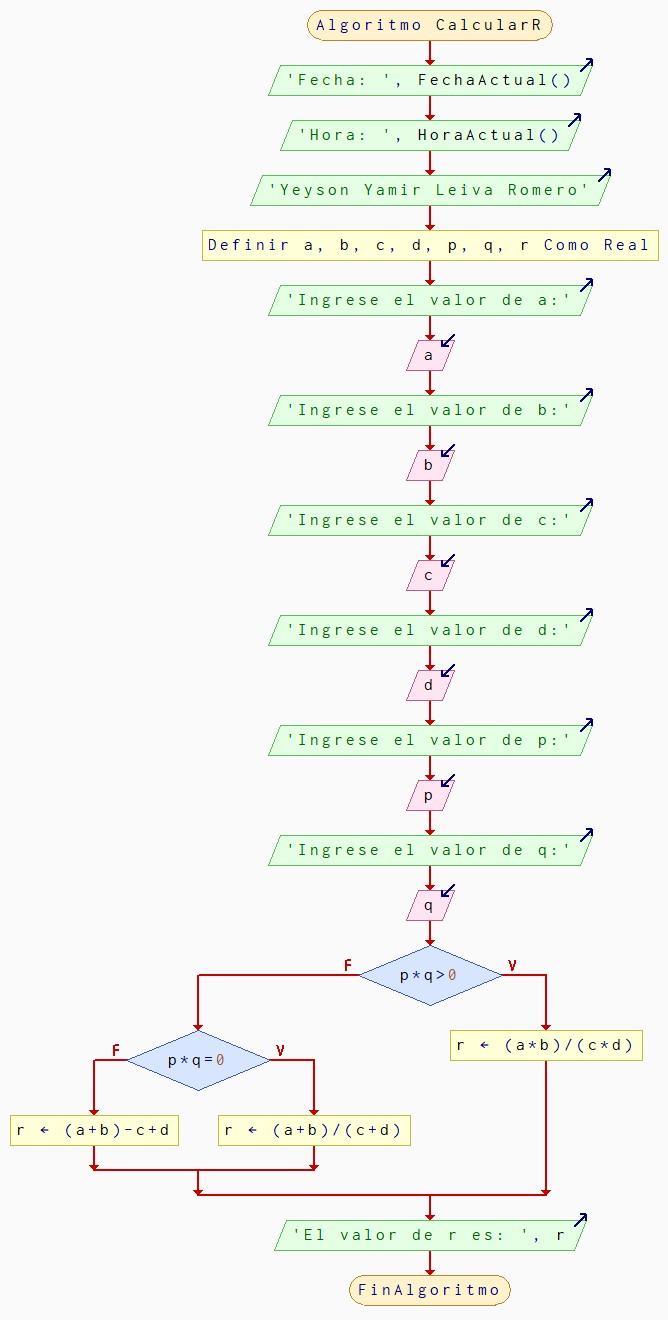 Algoritmo CalcularR
'Fecha: ', FechaActual()
'Hora: ', HoraActual()
'Yeyson Yamir Leiva Romero'
Definir a, b, c, d, p, q, r Como Real
'Ingrese el valor de a:'
a
'Ingrese el valor de b:'
b
'Ingrese el valor de c:'
c
'Ingrese el valor de d:'
d
'Ingrese el valor de p:'
p
'Ingrese el valor de q:'
q
F p*q>0 V
F p*q=0 V
r ← (a*b)/(c*d)
r ← (a+b)-c+d
r ← (a+b)/(c+d)
'El valor de r es: ', r
FinAlgoritmo